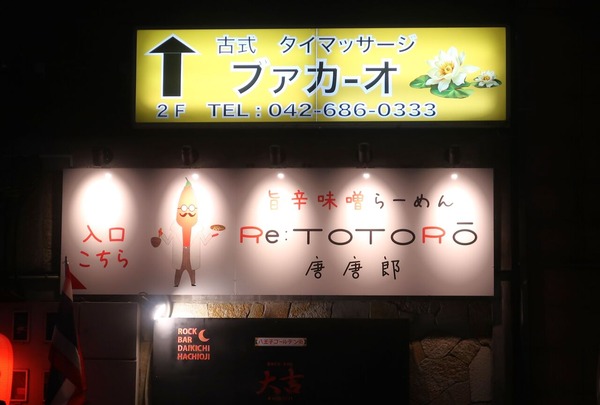 古式 タイマッサージ
ブァカーオ
2F TEL：042-686-0333
旨辛味噌らーめん
入口
こちら
Re:TOTORō
唐唐郎
ROCK
BAR
DAIKICHI
HACHIOJI
大吉